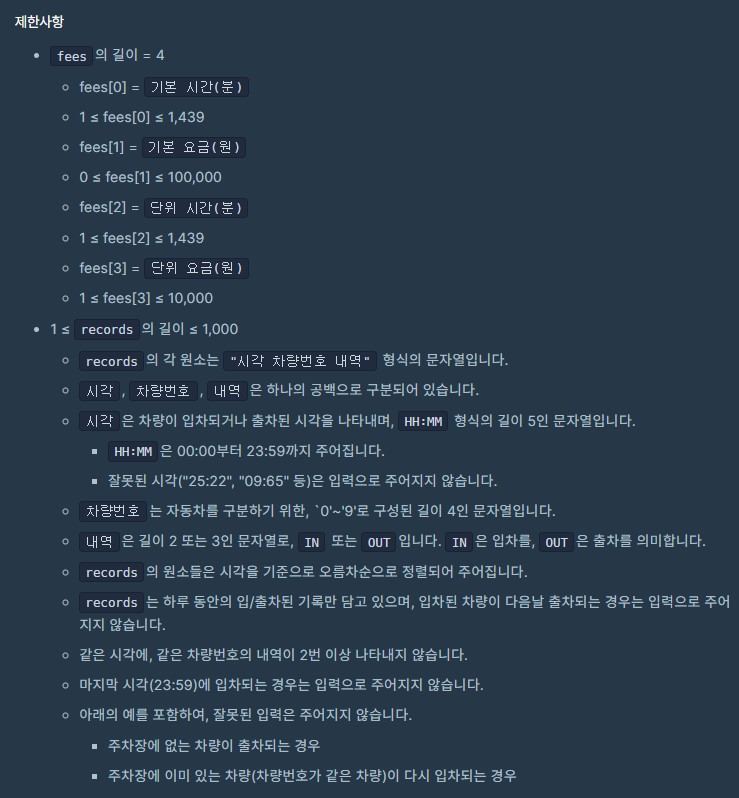 제한사항
fees 의 길이 = 4
fees[0] = 기본 시간(분)
1 ≤ fees[0] ≤ 1,439
fees[1] = 기본 요금(원)
0 ≤ fees[1] ≤ 100,000
fees[2] = 단위 시간(분)
1 ≤ fees[2] ≤ 1,439
fees[3] = 단위 요금(원)
1 ≤ fees[3] ≤ 10,000
1 ≤ records 의 길이 ≤ 1,000
records 의 각 원소는 "시각 차량번호 내역" 형식의 문자열입니다.
시각 , 차량번호 , 내역 은 하나의 공백으로 구분되어 있습니다.
시각 은 차량이 입차되거나 출차된 시각을 나타내며, HH:MM 형식의 길이 5인 문자열입니다.
HH:MM 은 00:00부터 23:59까지 주어집니다.
잘못된 시각("25:22", "09:65" 등)은 입력으로 주어지지 않습니다.
차량번호 는 자동차를 구분하기 위한, `0'~'9'로 구성된 길이 4인 문자열입니다.
내역 은 길이 2 또는 3인 문자열로, IN 또는 OUT 입니다. IN 은 입차를, OUT 은 출차를 의미합니다.
records 의 원소들은 시각을 기준으로 오름차순으로 정렬되어 주어집니다.
records 는 하루 동안의 입/출차된 기록만 담고 있으며, 입차된 차량이 다음날 출차되는 경우는 입력으로 주어
지지 않습니다.
같은 시각에, 같은 차량번호의 내역이 2번 이상 나타내지 않습니다.
마지막 시각(23:59)에 입차되는 경우는 입력으로 주어지지 않습니다.
아래의 예를 포함하여, 잘못된 입력은 주어지지 않습니다.
주차장에 없는 차량이 출차되는 경우
주차장에 이미 있는 차량(차량번호가 같은 차량)이 다시 입차되는 경우